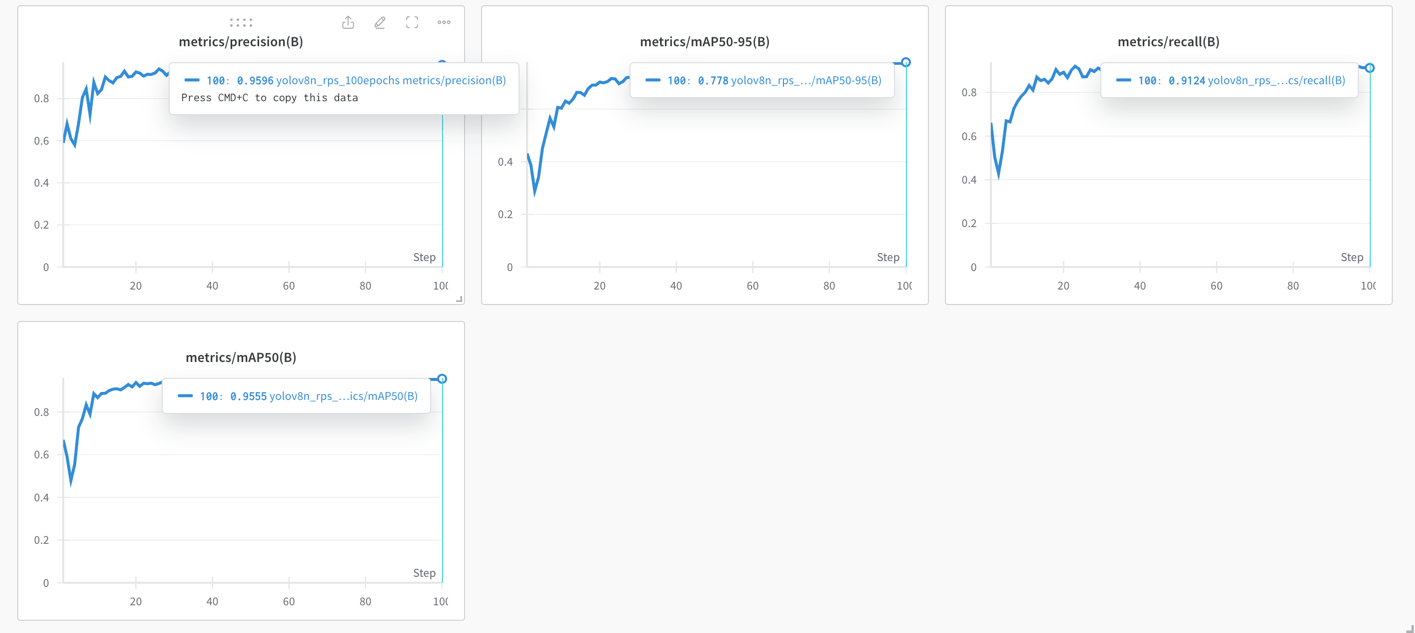 metrics/precision(B)
100: 0.9596 yolov8n_rps_100epochs metrics/precision(B)
Press CMD+C to copy this data
0.8
0.6
0.4
0.2
0
Step
20
40
60
80
100
metrics/mAP50-95(B)
100: 0.778 yolov8n_rps_…/mAP50-95(B)
0.4
0.2
0
Step
20
40
60
80
100
metrics/recall(B)
100: 0.9124 yolov8n_rps_…cs/recall(B)
0.8
0.6
0.4
0.2
0
Step
20
40
60
80
100
metrics/mAP50(B)
100: 0.9555 yolov8n_rps_…ics/mAP50(B)
0.8
0.6
0.4
0.2
0
Step
20
40
60
80
100